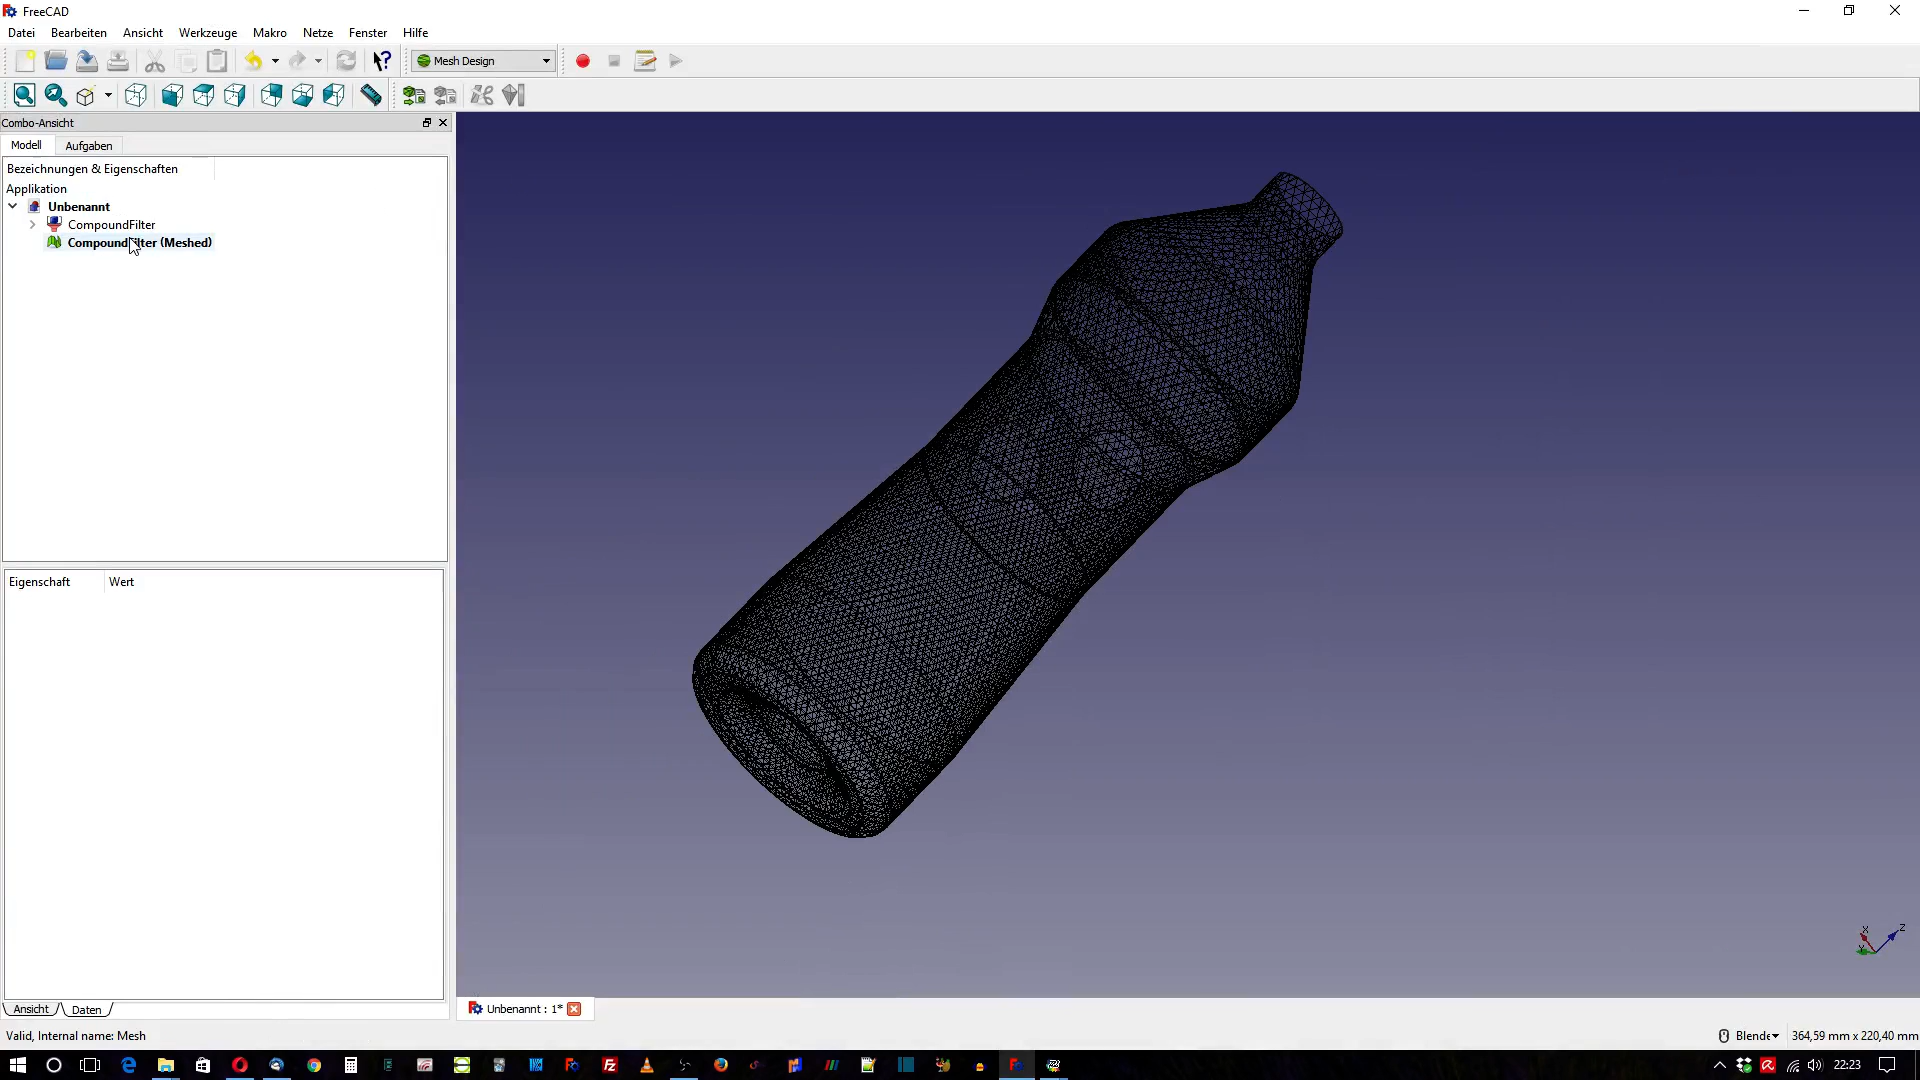 FreeCAD
Datei Bearbeiten Ansicht Werkzeuge Makro Netze Fenster Hilfe
Mesh Design
Combo-Ansicht
Modell Aufgaben
Bezeichnungen & Eigenschaften
Applikation
Unbenannt
CompoundFilter
CompoundFilter (Meshed)
Eigenschaft Wert
Ansicht Daten
Unbenannt : 1*
Valid, Internal name: Mesh
Blende
364,59 mm x 220,40 mm
X
Y
Z
22:23